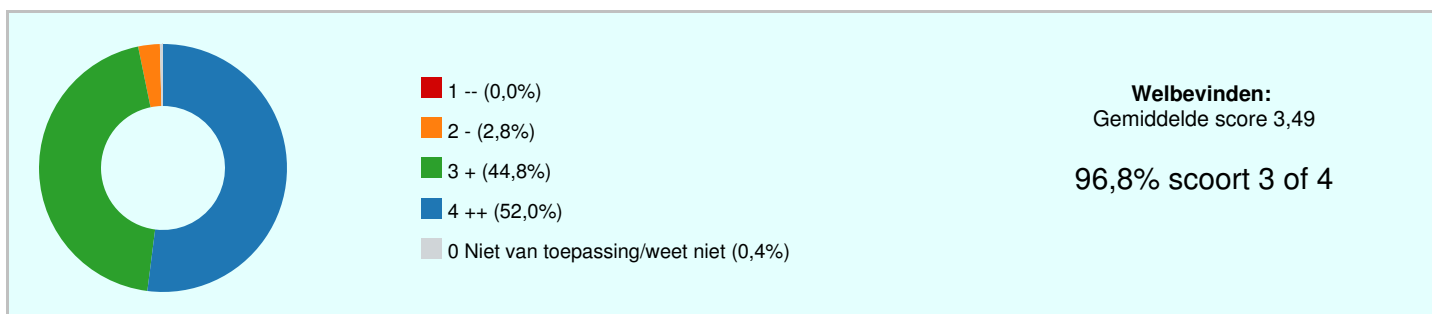 1 -- (0,0%)
2 - (2,8%)
3 + (44,8%)
4 ++ (52,0%)
0 Niet van toepassing/weet niet (0,4%)
Welbevinden:
Gemiddelde score 3,49
96,8% scoort 3 of 4